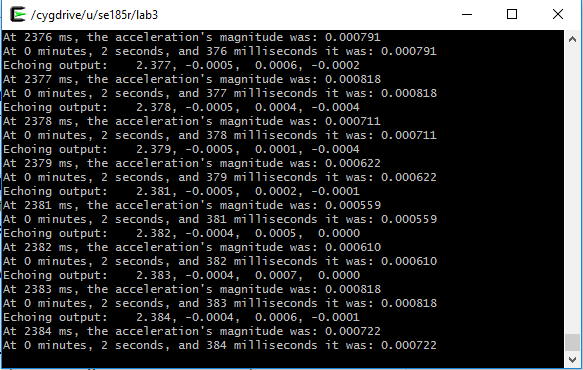 /cygdrive/u/se185r/lab3
At 2376 ms, the acceleration's magnitude was: 0.000791
At 0 minutes, 2 seconds, and 376 milliseconds it was: 0.000791
Echoing output:    2.377, -0.0005,  0.0006, -0.0002
At 2377 ms, the acceleration's magnitude was: 0.000818
At 0 minutes, 2 seconds, and 377 milliseconds it was: 0.000818
Echoing output:    2.378, -0.0005,  0.0004, -0.0004
At 2378 ms, the acceleration's magnitude was: 0.000711
At 0 minutes, 2 seconds, and 378 milliseconds it was: 0.000711
Echoing output:    2.379, -0.0005,  0.0001, -0.0004
At 2379 ms, the acceleration's magnitude was: 0.000622
At 0 minutes, 2 seconds, and 379 milliseconds it was: 0.000622
Echoing output:    2.381, -0.0005,  0.0002, -0.0001
At 2381 ms, the acceleration's magnitude was: 0.000559
At 0 minutes, 2 seconds, and 381 milliseconds it was: 0.000559
Echoing output:    2.382, -0.0004,  0.0005,  0.0000
At 2382 ms, the acceleration's magnitude was: 0.000610
At 0 minutes, 2 seconds, and 382 milliseconds it was: 0.000610
Echoing output:    2.383, -0.0004,  0.0007,  0.0000
At 2383 ms, the acceleration's magnitude was: 0.000818
At 0 minutes, 2 seconds, and 383 milliseconds it was: 0.000818
Echoing output:    2.384, -0.0004,  0.0006, -0.0001
At 2384 ms, the acceleration's magnitude was: 0.000722
At 0 minutes, 2 seconds, and 384 milliseconds it was: 0.000722